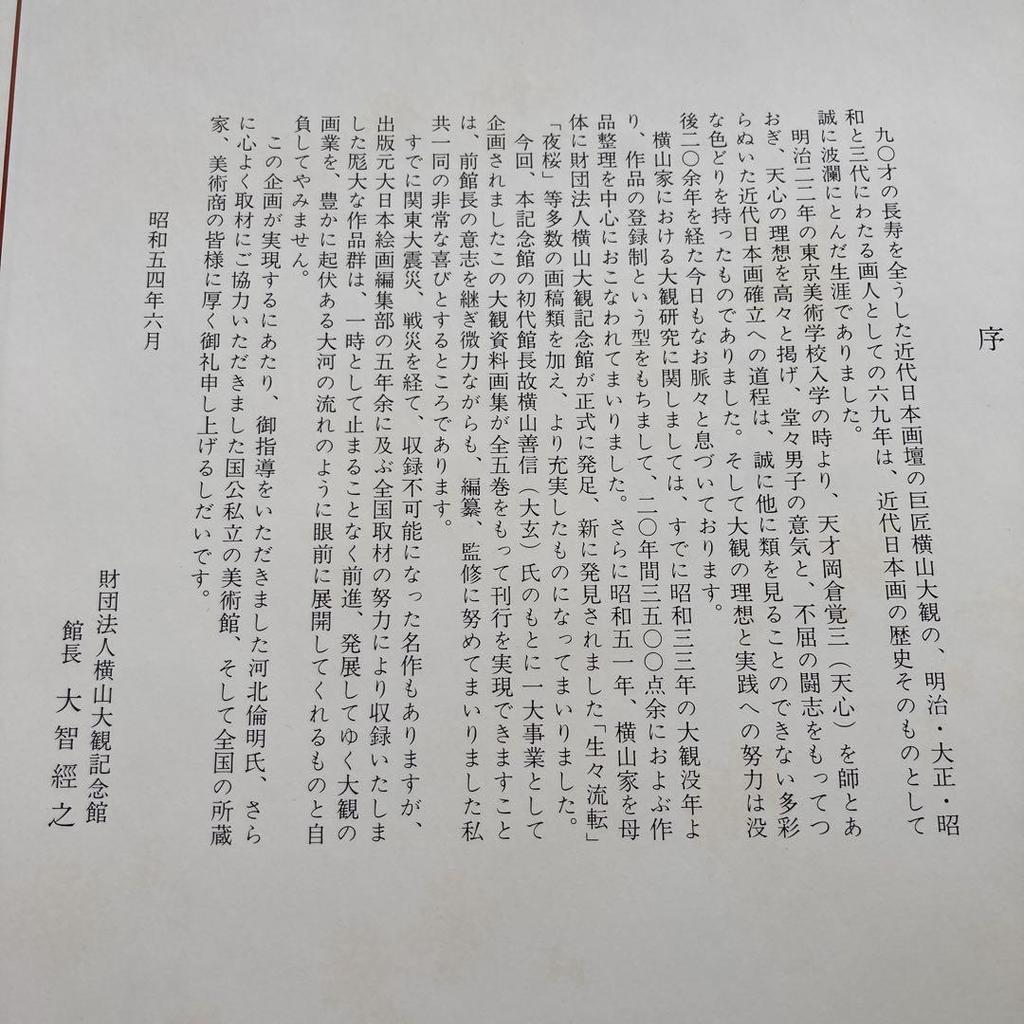 序
九〇才の長寿を全うした近代日本画壇の巨匠横山大観の、明治・大正・昭
和と三代にわたる画人としての六九年は、近代日本画の歴史そのものとして
誠に波瀾にとんだ生涯でありました。
明治二二年の東京美術学校入学の時より、天才岡倉覚三（天心）を師とあ
おぎ、天心の理想を高々と掲げ、堂々男子の意気と、不屈の闘志をもってつ
らぬいた近代日本画確立への道程は、誠に他に類を見ることのできない多彩
な色どりを持ったものでありました。そして大観の理想と実践への努力は没
後二〇余年を経た今日もなお脈々と息づいております。
横山家における大観研究に関しましては、すでに昭和三三年の大観没年よ
り、作品の登録制という型をもちまして、二〇年間三五〇〇点余におよぶ作
品整理を中心におこなわれてまいりました。さらに昭和五一年、横山家を母
体に財団法人横山大観記念館が正式に発足、新に発見されました「生々流転」
「夜桜」等多数の画稿類を加え、より充実したものになってまいりました。
今回、本記念館の初代館長故横山善信（大玄）氏のもとに一大事業として
企画されましたこの大観資料画集が全五巻をもって刊行を実現できますこと
は、前館長の意志を継ぎ微力ながらも、編纂、監修に努めてまいりました私
共一同の非常な喜びとするところであります。
すでに関東大震災、戦災を経て、収録不可能になった名作もありますが、
出版元大日本絵画編集部の五年余に及ぶ全国取材の努力により収録いたしま
した厖大な作品群は、一時として止まることなく前進、発展してゆく大観の
画業を、豊かに起伏ある大河の流れのように眼前に展開してくれるものと自
負してやみません。
この企画が実現するにあたり、御指導をいただきました河北倫明氏、さら
に心よく取材にご協力いただきました国公私立の美術館、そして全国の所蔵
家、美術商の皆様に厚く御礼申し上げるしだいです。
昭和五四年六月
財団法人横山大観記念館
館長 大智經之